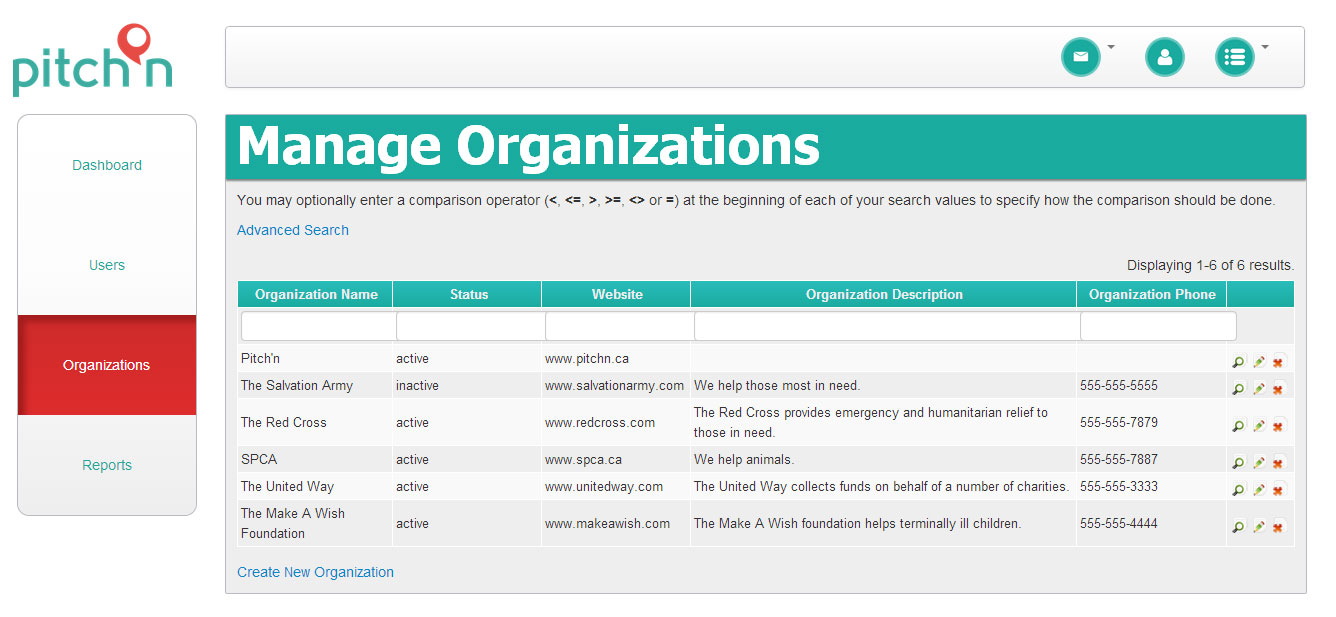 pitch'n
Dashboard
Users
Organizations
Reports
Manage Organizations
You may optionally enter a comparison operator (<, <=, >, >=, <> or =) at the beginning of each of your search values to specify how the comparison should be done.
Advanced Search
Displaying 1-6 of 6 results.
Organization Name Status Website Organization Description Organization Phone
Pitch'n active www.pitchn.ca
The Salvation Army inactive www.salvationarmy.com We help those most in need. 555-555-5555
The Red Cross active www.redcross.com The Red Cross provides emergency and humanitarian relief to
those in need. 555-555-7879
SPCA active www.spca.ca We help animals. 555-555-7887
The United Way active www.unitedway.com The United Way collects funds on behalf of a number of charities. 555-555-3333
The Make A Wish
Foundation active www.makeawish.com The Make A Wish foundation helps terminally ill children. 555-555-4444
Create New Organization